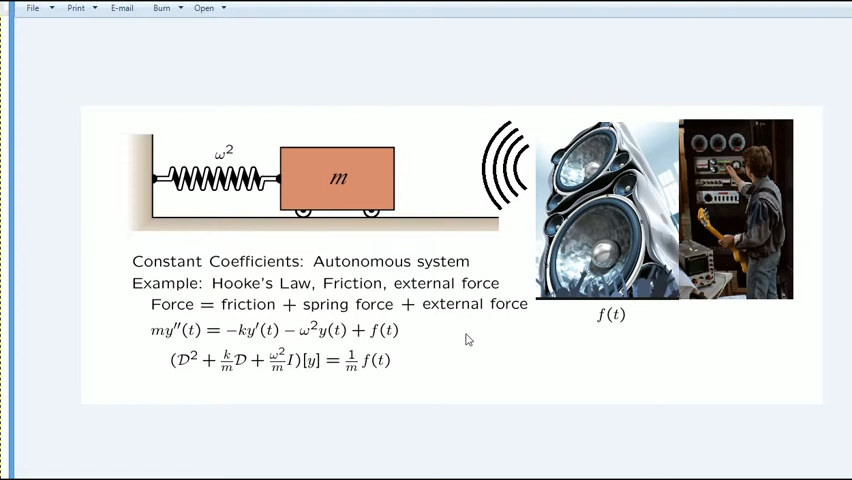 File Print E-mail Burn Open
ω²
m
Constant Coefficients: Autonomous system
Example: Hooke's Law, Friction, external force
Force = friction + spring force + external force
my''(t) = −ky'(t) − ω²y(t) + f(t)
(𝒟² + k/m 𝒟 + ω²/m I)[y] = 1/m f(t)
f(t)